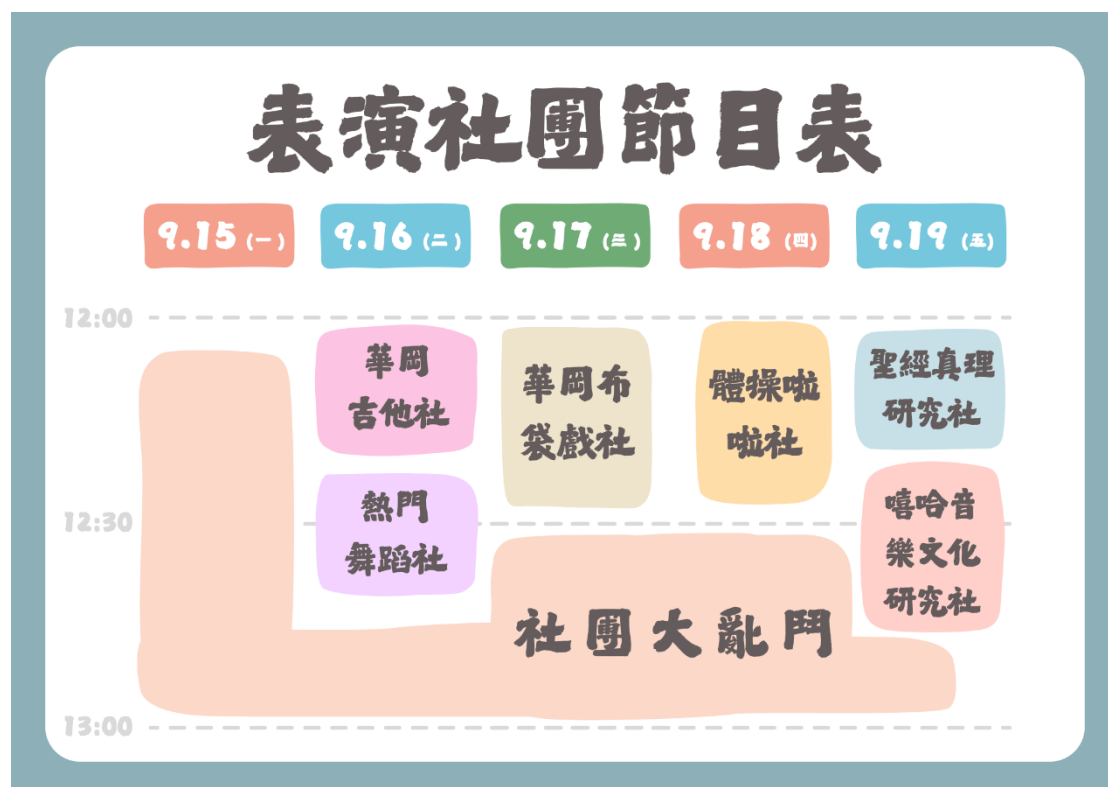 表演社團節目表
9.15 (一)
9.16 (二)
9.17 (三)
9.18 (四)
9.19 (五)
12:00
華岡
吉他社
華岡布
袋戲社
體操啦
啦社
聖經真理
研究社
12:30
熱門
舞蹈社
嘻哈音
樂文化
研究社
社團大亂鬥
13:00